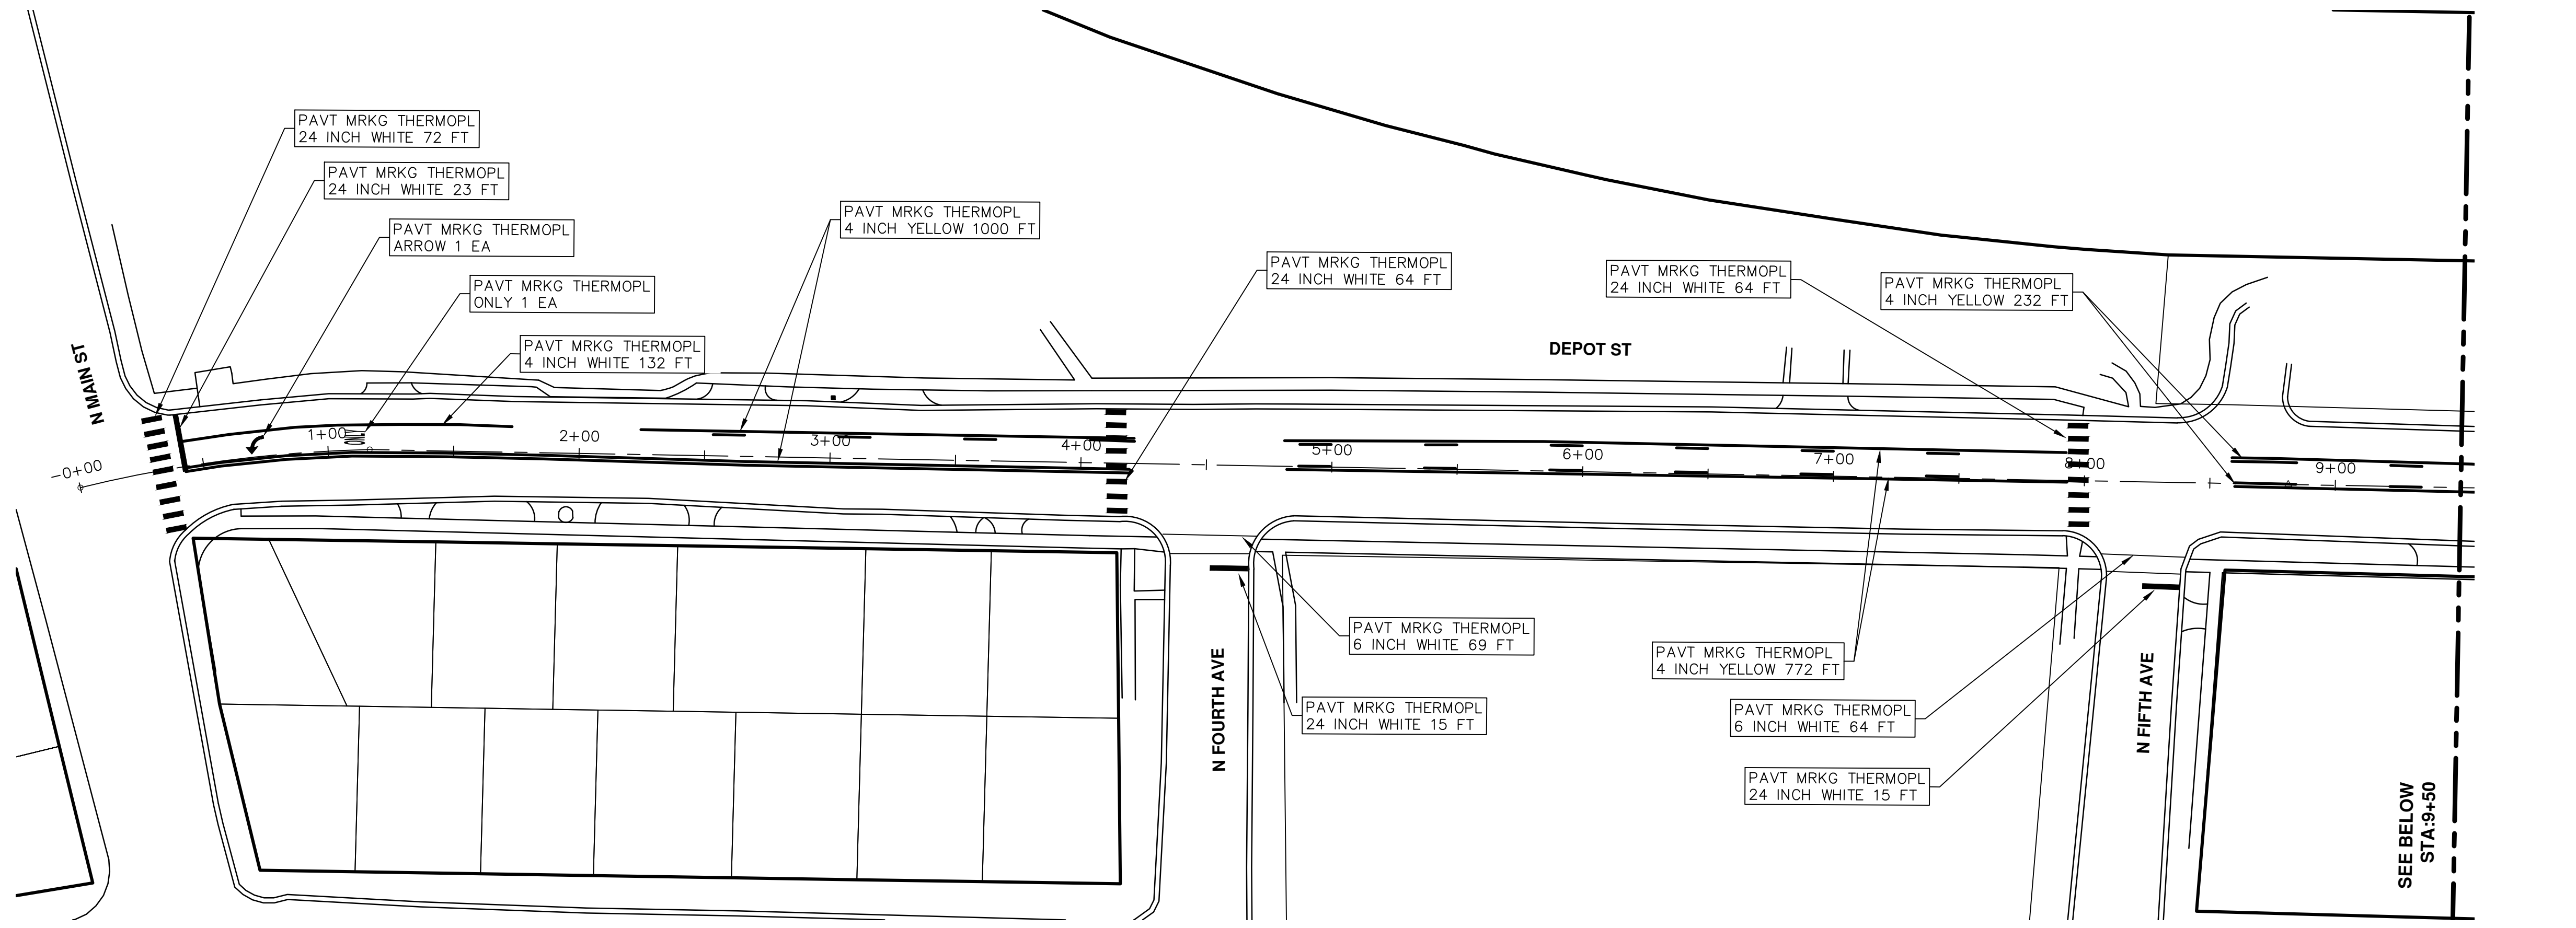 PAVT MRKG THERMOPL
24 INCH WHITE 72 FT
PAVT MRKG THERMOPL
24 INCH WHITE 23 FT
PAVT MRKG THERMOPL
ARROW 1 EA
PAVT MRKG THERMOPL
ONLY 1 EA
PAVT MRKG THERMOPL
4 INCH WHITE 132 FT
PAVT MRKG THERMOPL
4 INCH YELLOW 1000 FT
PAVT MRKG THERMOPL
24 INCH WHITE 64 FT
PAVT MRKG THERMOPL
24 INCH WHITE 64 FT
PAVT MRKG THERMOPL
4 INCH YELLOW 232 FT
DEPOT ST
N MAIN ST
-0+00
1+00
2+00
3+00
4+00
5+00
6+00
7+00
8+00
9+00
PAVT MRKG THERMOPL
6 INCH WHITE 69 FT
PAVT MRKG THERMOPL
24 INCH WHITE 15 FT
N FOURTH AVE
PAVT MRKG THERMOPL
4 INCH YELLOW 772 FT
PAVT MRKG THERMOPL
6 INCH WHITE 64 FT
PAVT MRKG THERMOPL
24 INCH WHITE 15 FT
N FIFTH AVE
SEE BELOW
STA:9+50